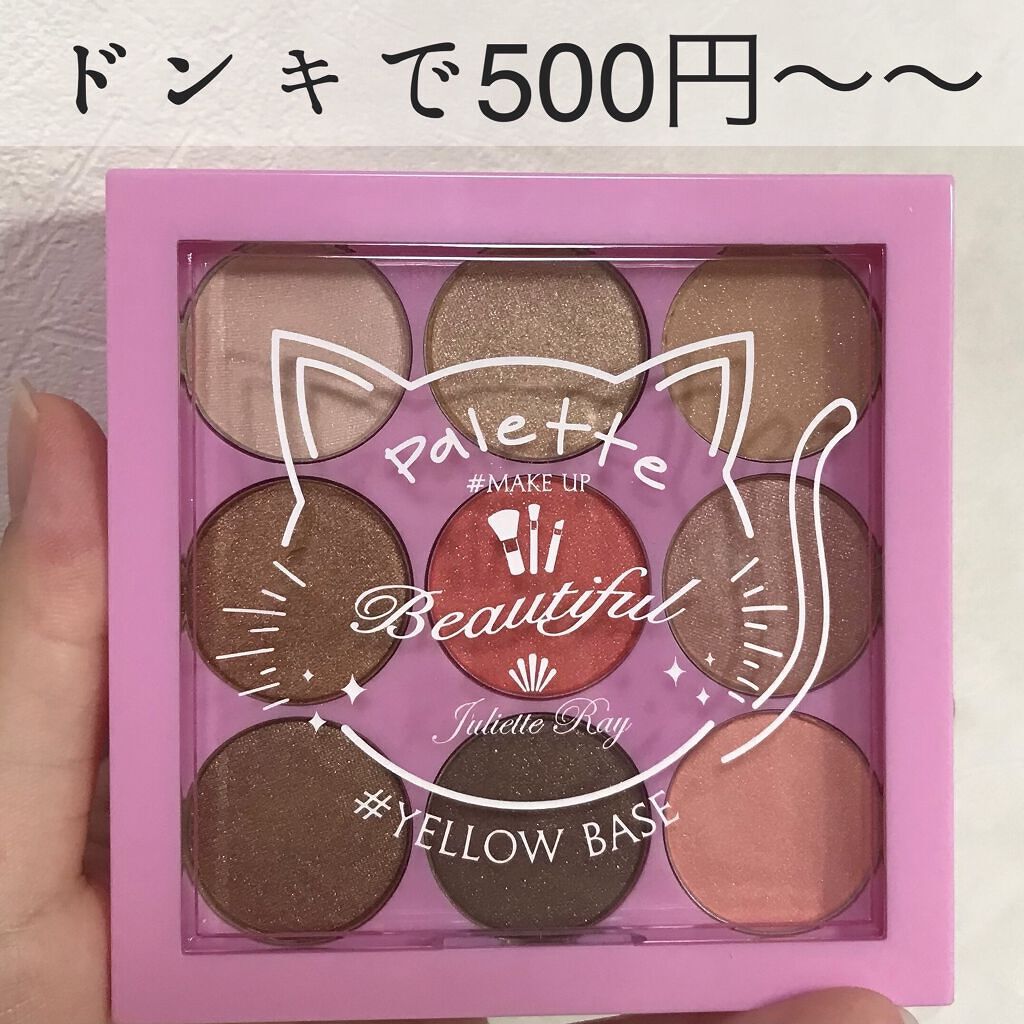 ドンキで500円〜〜
palette
#MAKE UP
Beautiful
Juliette Ray
#YELLOW BASE